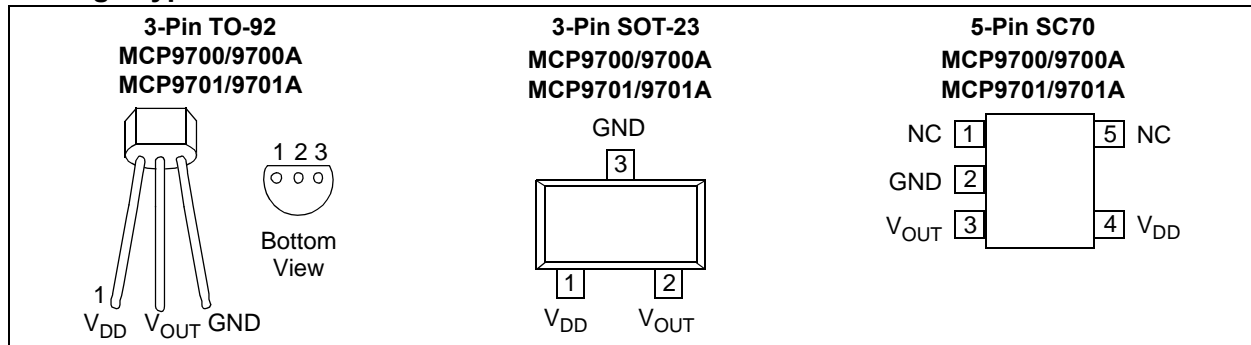 3-Pin TO-92
MCP9700/9700A
MCP9701/9701A
1 2 3
Bottom
View
1
VDD VOUT GND
3-Pin SOT-23
MCP9700/9700A
MCP9701/9701A
GND
3
1 2
VDD VOUT
5-Pin SC70
MCP9700/9700A
MCP9701/9701A
NC 1 5 NC
GND 2
VOUT 3 4 VDD